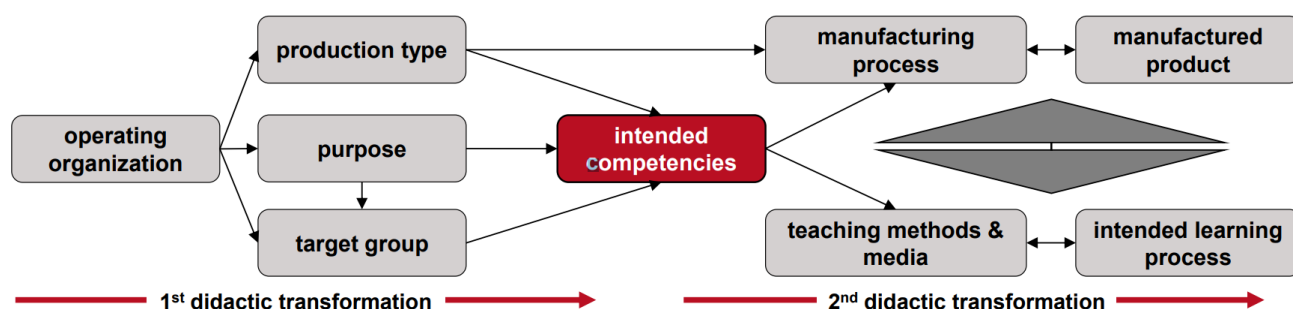 production type
manufacturing
process
manufactured
product
operating
organization
purpose
intended
competencies
target group
teaching methods &
media
intended learning
process
1st didactic transformation
2nd didactic transformation